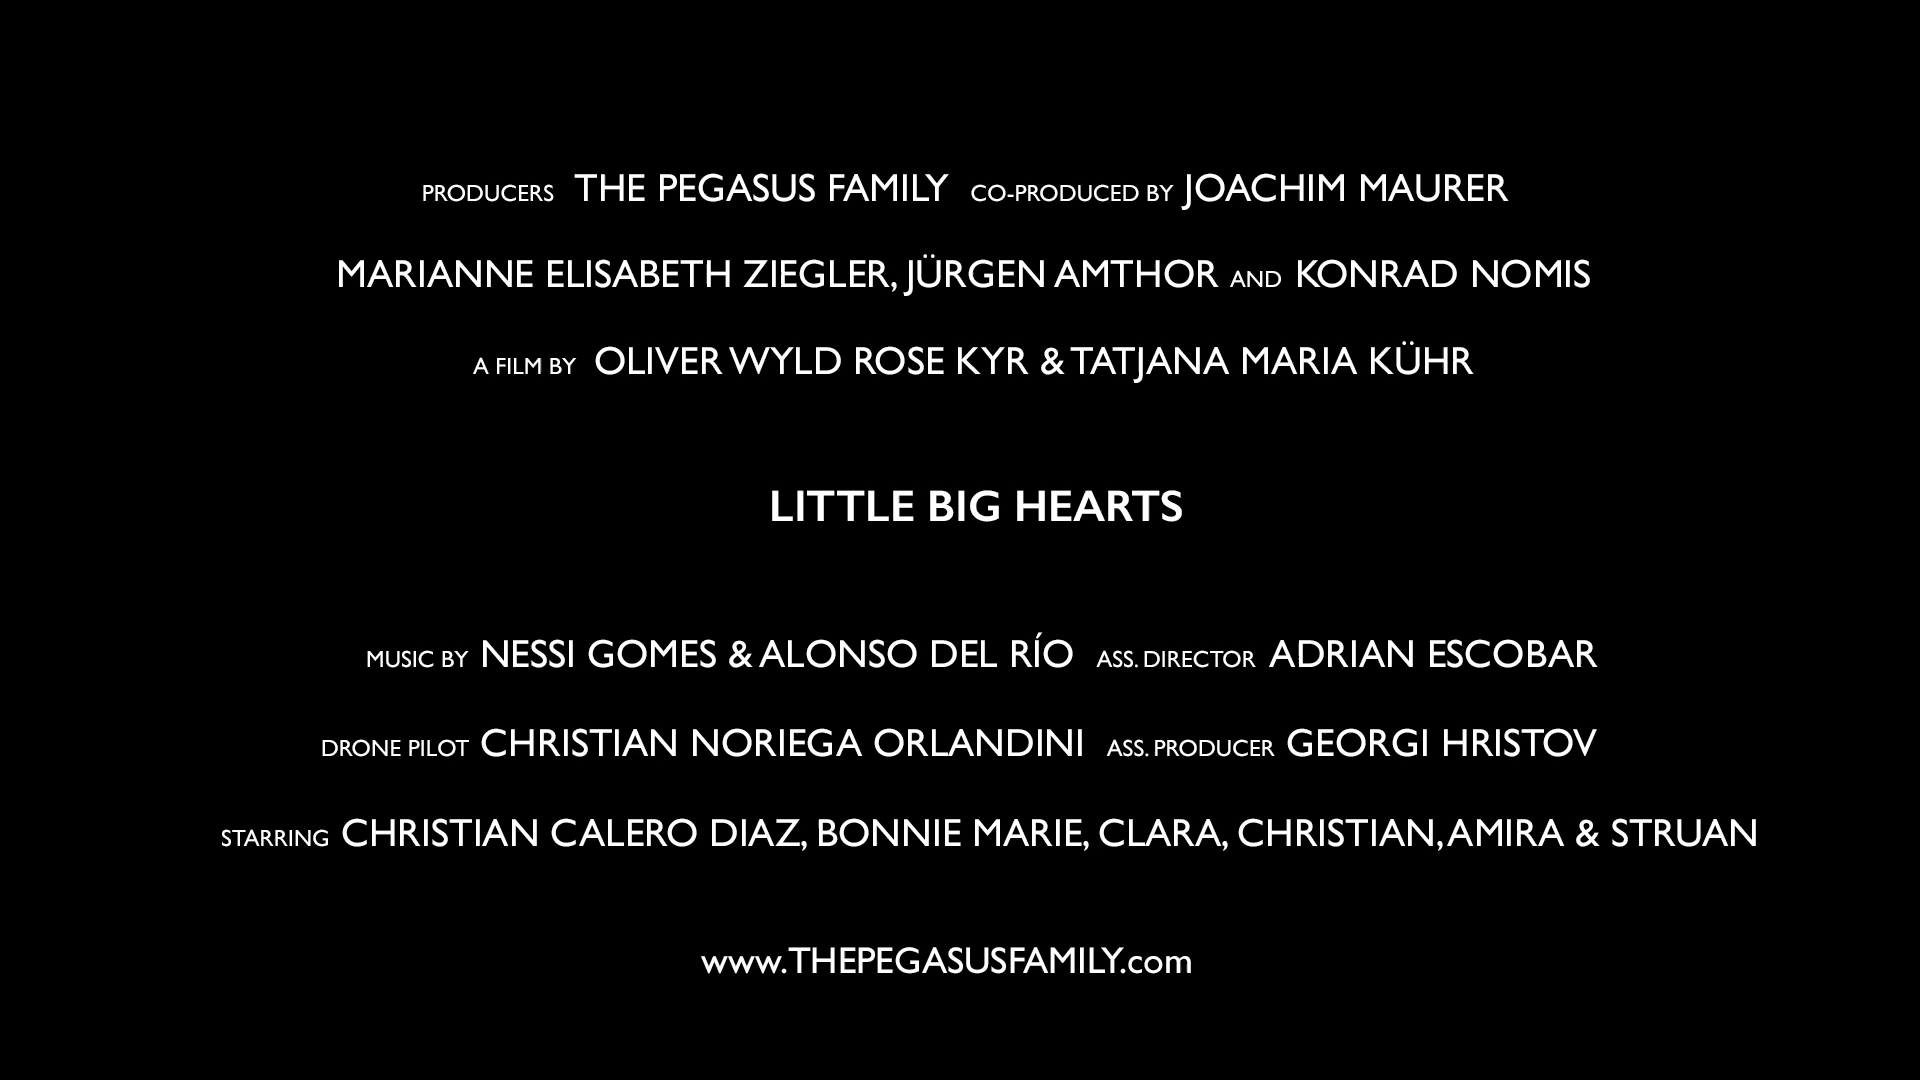 PRODUCERS THE PEGASUS FAMILY CO-PRODUCED BY JOACHIM MAURER
MARIANNE ELISABETH ZIEGLER, JÜRGEN AMTHOR AND KONRAD NOMIS
A FILM BY OLIVER WYLD ROSE KYR & TATJANA MARIA KÜHR
LITTLE BIG HEARTS
MUSIC BY NESSI GOMES & ALONSO DEL RÍO ASS. DIRECTOR ADRIAN ESCOBAR
DRONE PILOT CHRISTIAN NORIEGA ORLANDINI ASS. PRODUCER GEORGI HRISTOV
STARRING CHRISTIAN CALERO DIAZ, BONNIE MARIE, CLARA, CHRISTIAN, AMIRA & STRUAN
www.THEPEGASUSFAMILY.com